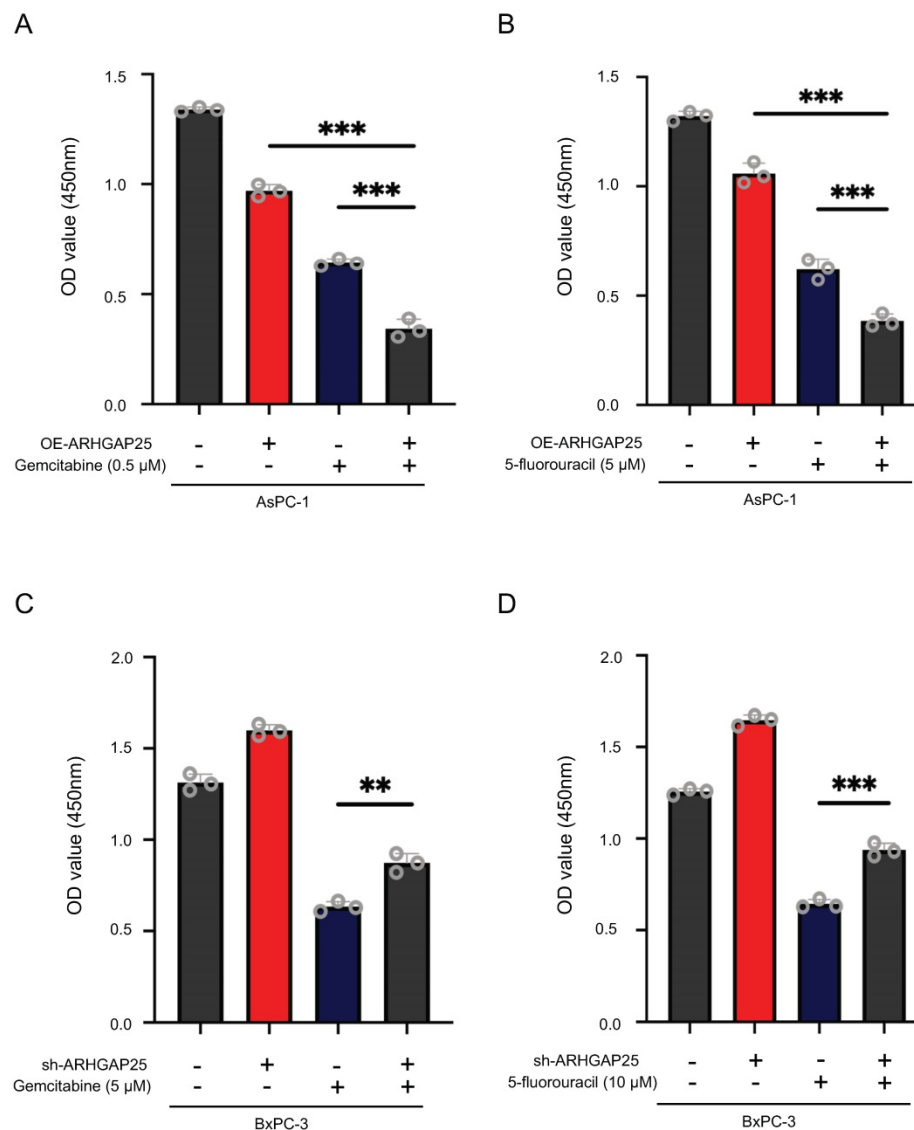 A
B
1.5
1.0
0.5
0.0
OD value (450nm)
***
***
OE-ARHGAP25 - + - +
Gemcitabine (0.5 μM) - - + +
AsPC-1
1.5
1.0
0.5
0.0
OD value (450nm)
***
***
OE-ARHGAP25 - + - +
5-fluorouracil (5 μM) - - + +
AsPC-1
C
D
2.0
1.5
1.0
0.5
0.0
OD value (450nm)
**
sh-ARHGAP25 - + - +
Gemcitabine (5 μM) - - + +
BxPC-3
2.0
1.5
1.0
0.5
0.0
OD value (450nm)
***
sh-ARHGAP25 - + - +
5-fluorouracil (10 μM) - - + +
BxPC-3